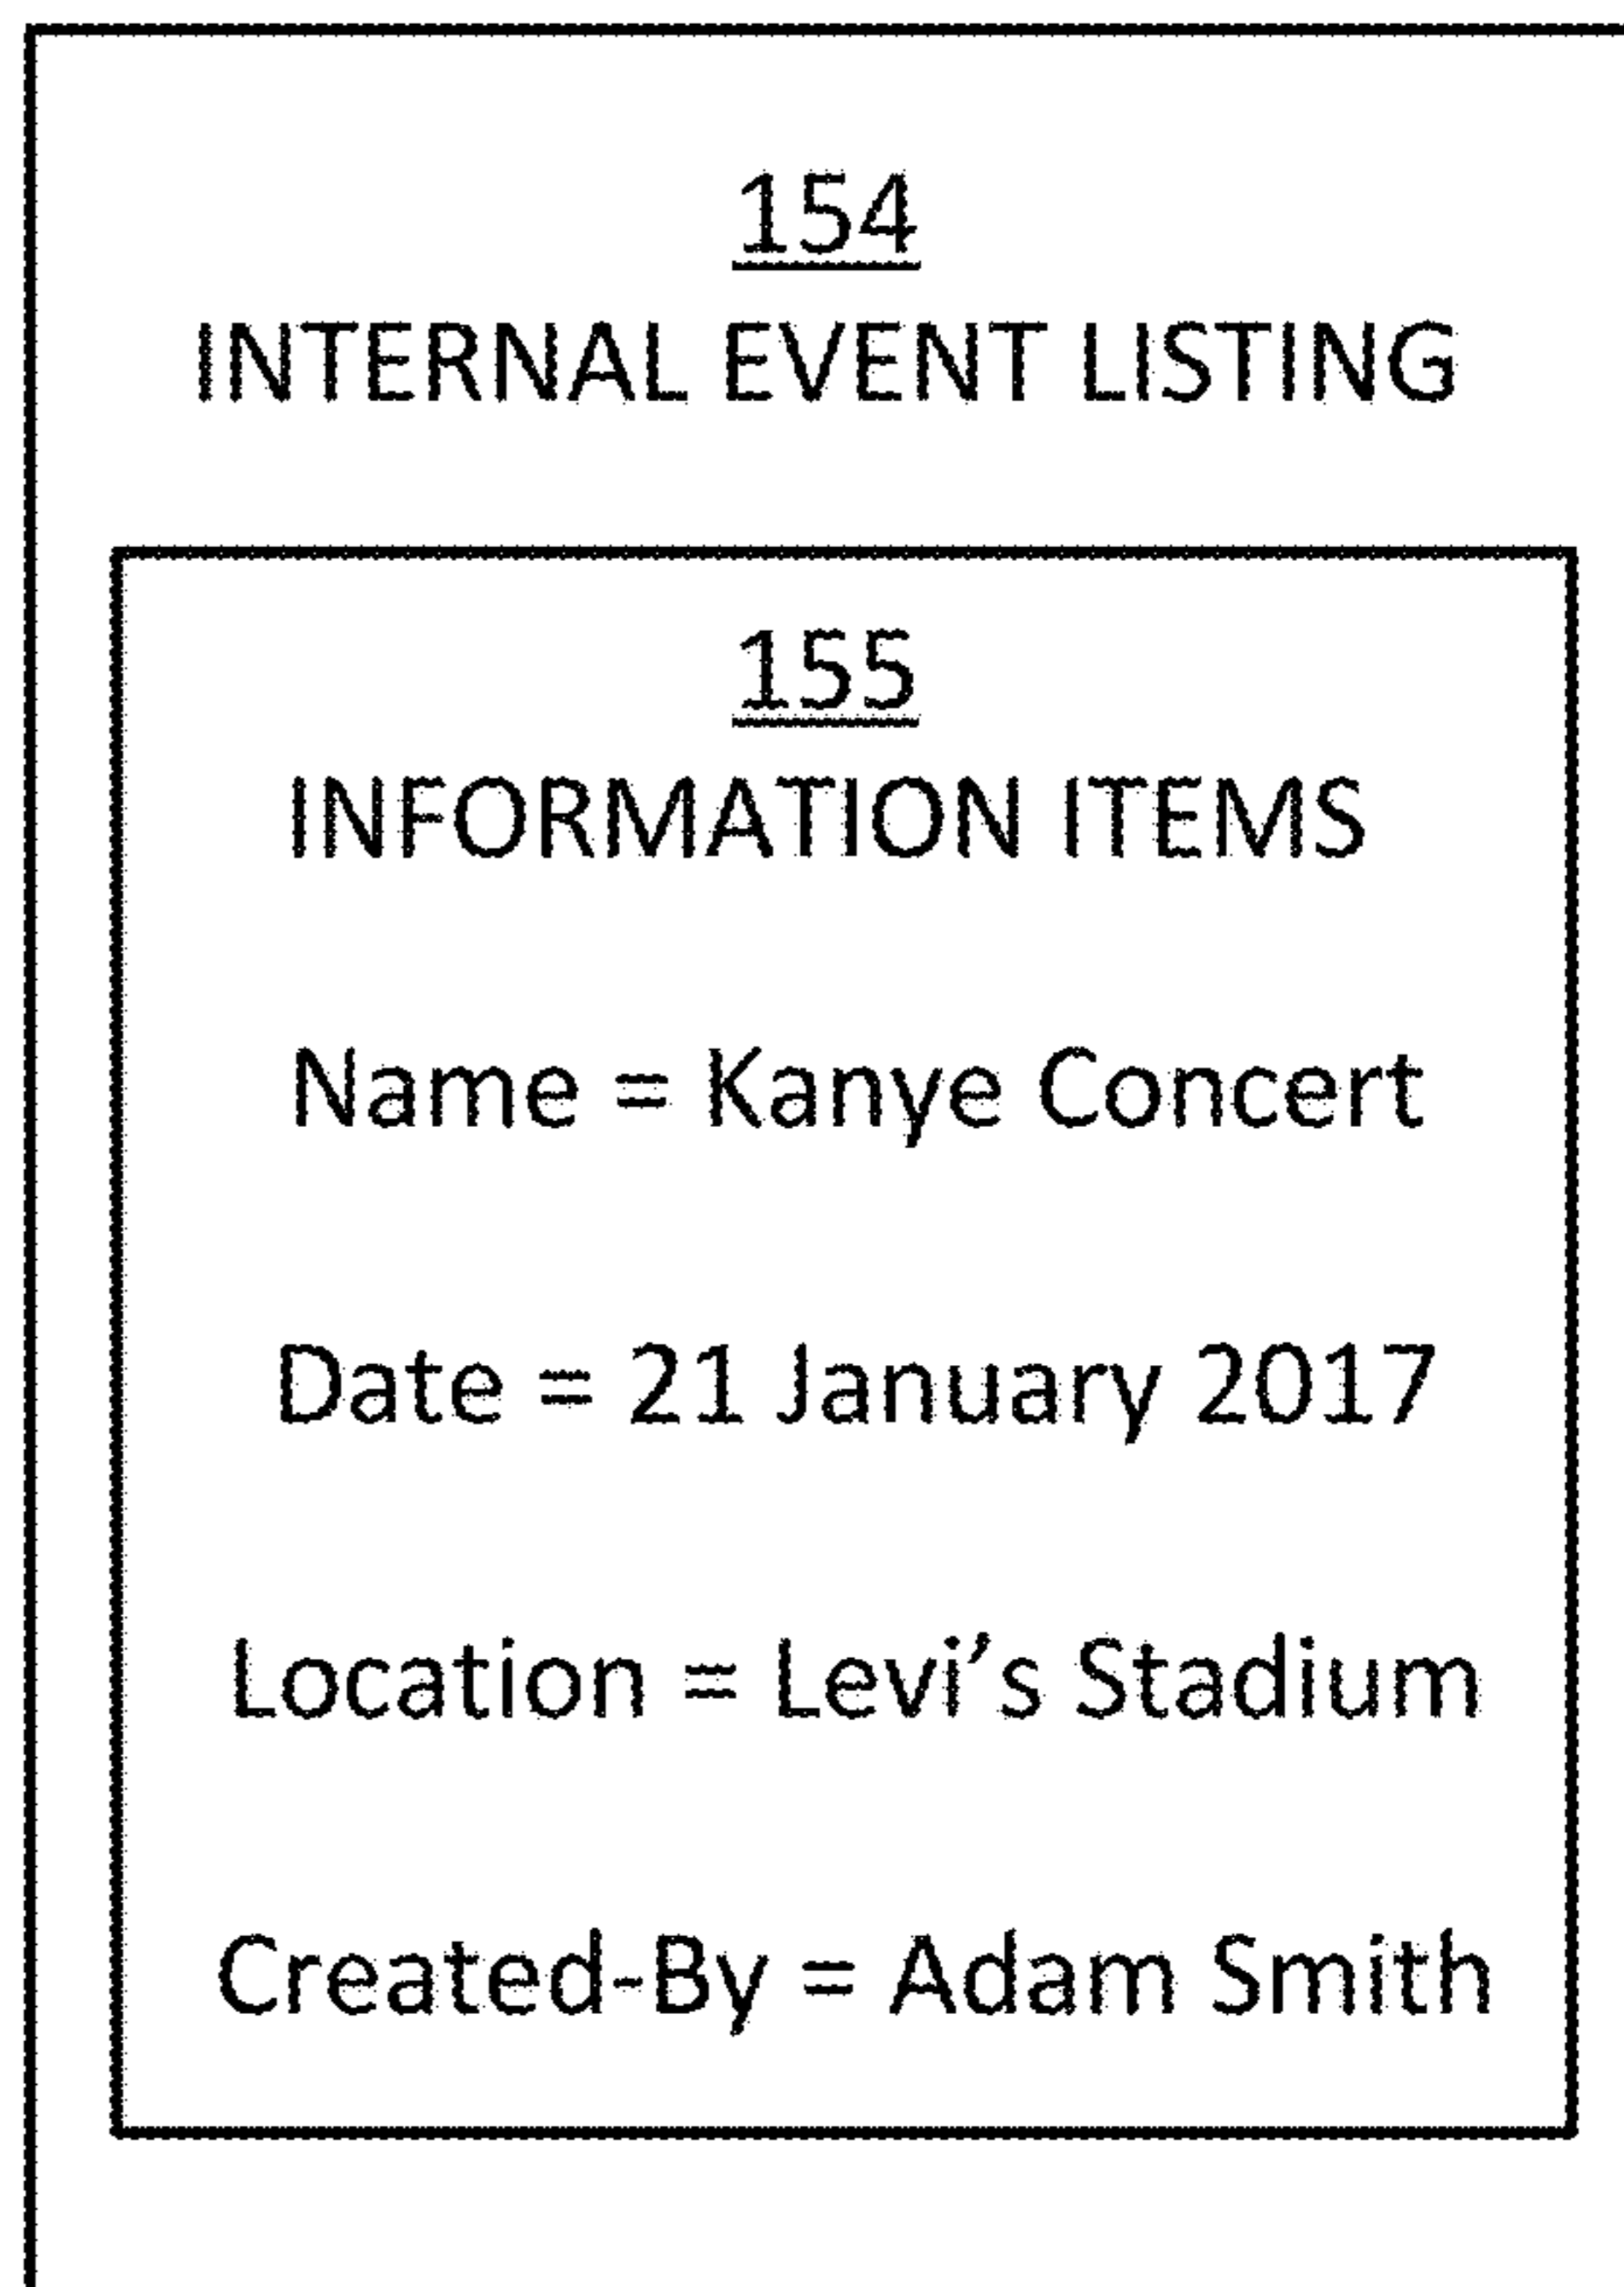 154
INTERNAL EVENT LISTING
155
INFORMATION ITEMS
Name = Kanye Concert
Date = 21 January 2017
Location = Levi’s Stadium
Created-By = Adam Smith